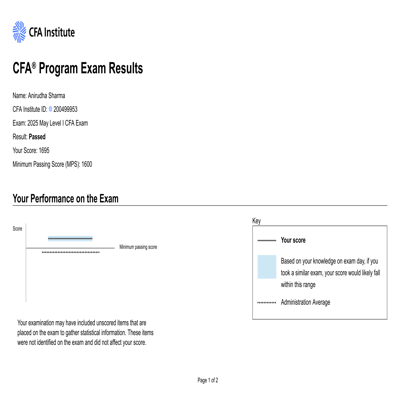 CFA Institute
CFA® Program Exam Results
Name: Anirudha Sharma
CFA Institute ID: 200499953
Exam: 2025 May Level I CFA Exam
Result: Passed
Your Score: 1695
Minimum Passing Score (MPS): 1600
Your Performance on the Exam
Score
Minimum passing score
Key
Your score
Based on your knowledge on exam day, if you
took a similar exam, your score would likely fall
within this range
Administration Average
Your examination may have included unscored items that are
placed on the exam to gather statistical information. These items
were not identified on the exam and did not affect your score.
Page 1 of 2